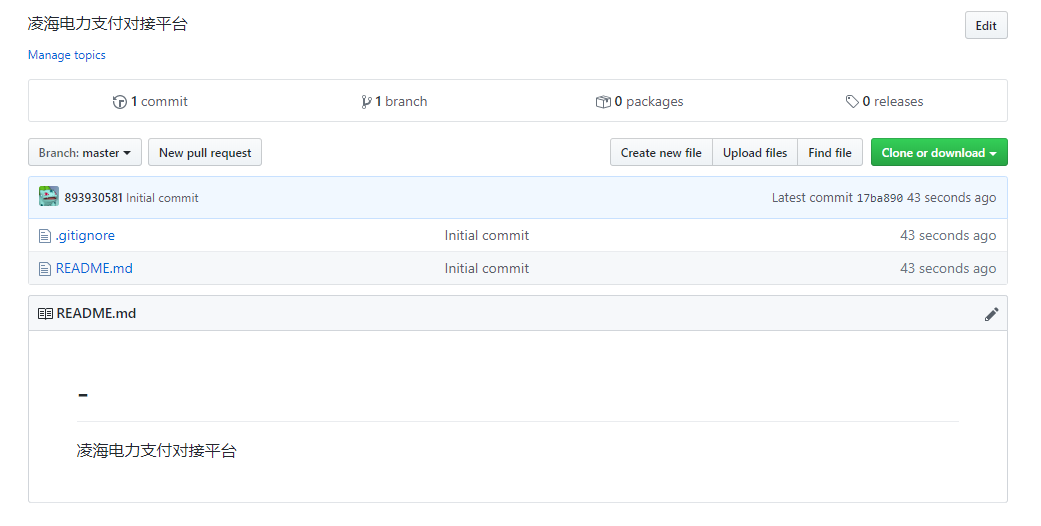 凌海电力支付对接平台
Edit
Manage topics
1 commit
1 branch
0 packages
0 releases
Branch: master
New pull request
Create new file
Upload files
Find file
Clone or download
893930581 Initial commit
Latest commit 17ba890 43 seconds ago
.gitignore
Initial commit
43 seconds ago
README.md
Initial commit
43 seconds ago
README.md
-
凌海电力支付对接平台